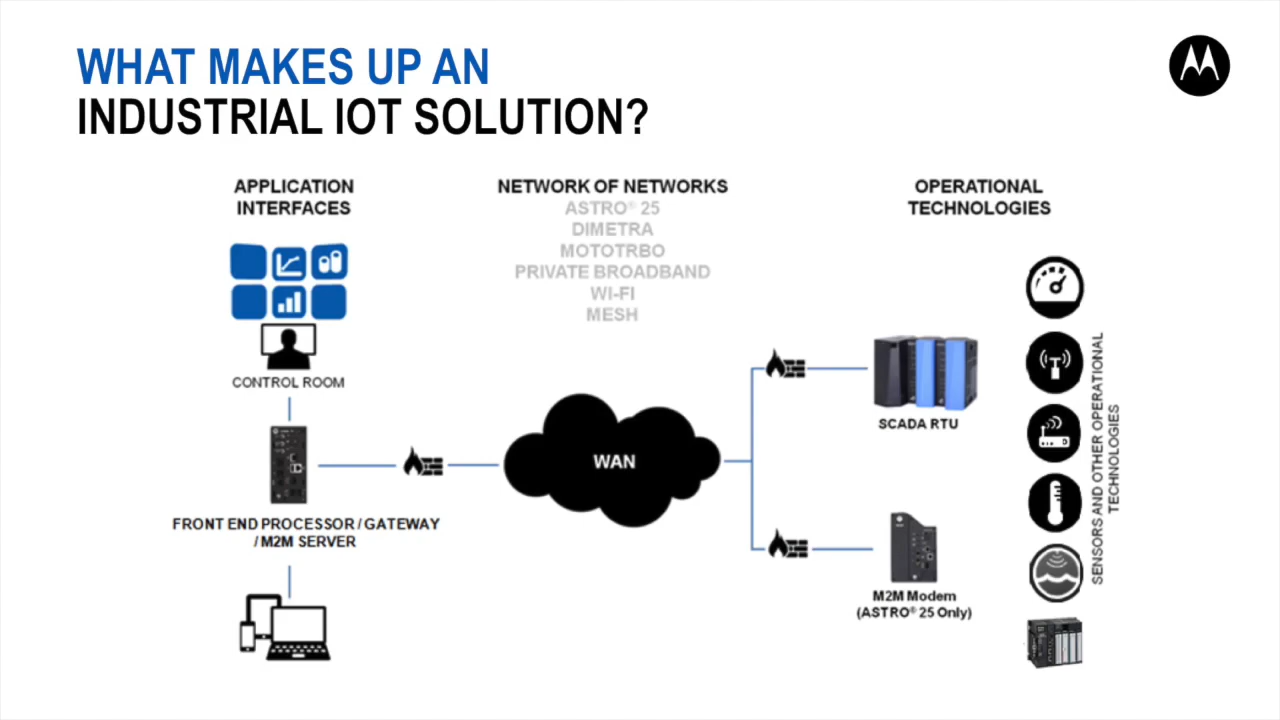 WHAT MAKES UP AN
INDUSTRIAL IOT SOLUTION?
APPLICATION
INTERFACES
CONTROL ROOM
FRONT END PROCESSOR / GATEWAY
/ M2M SERVER
NETWORK OF NETWORKS
ASTRO® 25
DIMETRA
MOTOTRBO
PRIVATE BROADBAND
WI-FI
MESH
WAN
OPERATIONAL
TECHNOLOGIES
SCADA RTU
M2M Modem
(ASTRO® 25 Only)
SENSORS AND OTHER OPERATIONAL
TECHNOLOGIES